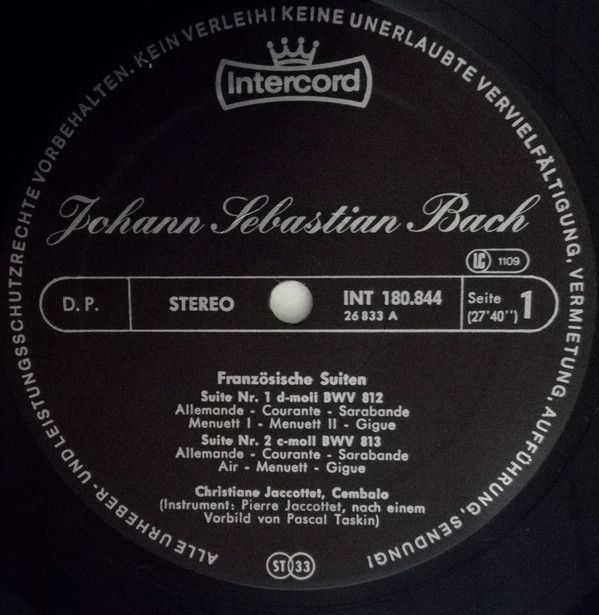 ALLE URHEBER- UND LEISTUNGSSCHUTZRECHTE VORBEHALTEN. KEIN VERLEIH! KEINE UNERLAUBTE VERVIELFÄLTIGUNG, VERMIETUNG, AUFFÜHRUNG, SENDUNG!
Intercord
Johann Sebastian Bach
LC 1109
D. P. STEREO INT 180.844 Seite 1
26 833 A (27'40")
Französische Suiten
Suite Nr. 1 d-moll BWV 812
Allemande - Courante - Sarabande
Menuett I - Menuett II - Gigue
Suite Nr. 2 c-moll BWV 813
Allemande - Courante - Sarabande
Air - Menuett - Gigue
Christiane Jaccottet, Cembalo
(Instrument: Pierre Jaccottet, nach einem
Vorbild von Pascal Taskin)
ST 33